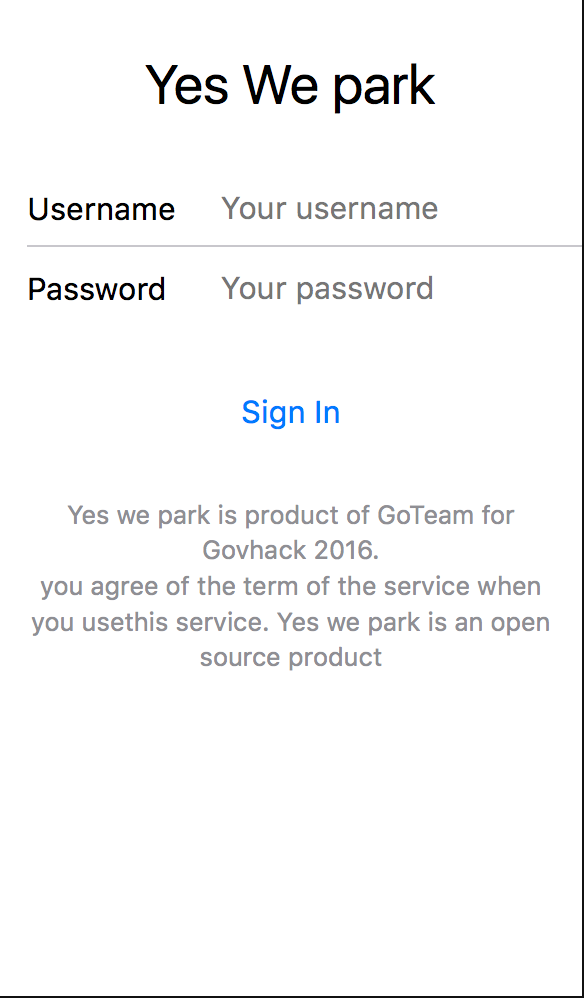 Yes We park
Username Your username
Password Your password
Sign In
Yes we park is product of GoTeam for
Govhack 2016.
you agree of the term of the service when
you usethis service. Yes we park is an open
source product